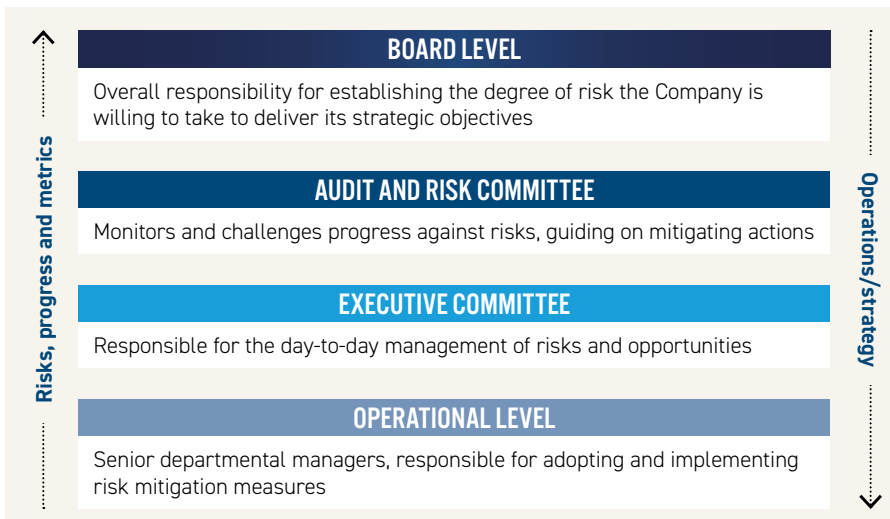 BOARD LEVEL
Overall responsibility for establishing the degree of risk the Company is
willing to take to deliver its strategic objectives
AUDIT AND RISK COMMITTEE
Monitors and challenges progress against risks, guiding on mitigating actions
EXECUTIVE COMMITTEE
Responsible for the day-to-day management of risks and opportunities
OPERATIONAL LEVEL
Senior departmental managers, responsible for adopting and implementing
risk mitigation measures
Risks, progress and metrics
Operations/strategy